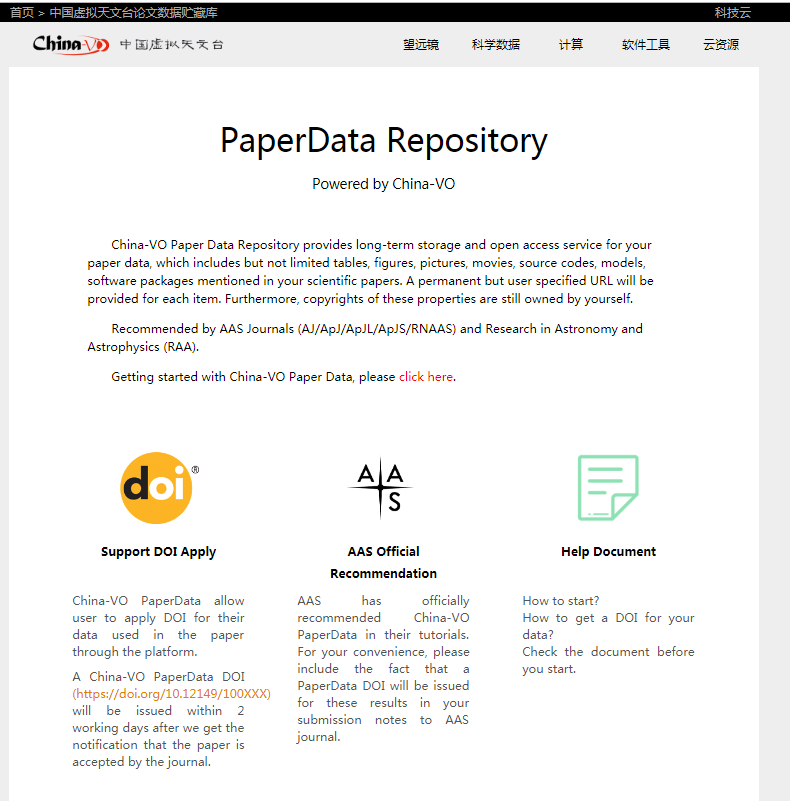 首页 > 中国虚拟天文台论文数据贮藏库
科技云
China-VO 中国虚拟天文台
望远镜 科学数据 计算 软件工具 云资源
PaperData Repository
Powered by China-VO
China-VO Paper Data Repository provides long-term storage and open access service for your
paper data, which includes but not limited tables, figures, pictures, movies, source codes, models,
software packages mentioned in your scientific papers. A permanent but user specified URL will be
provided for each item. Furthermore, copyrights of these properties are still owned by yourself.
Recommended by AAS Journals (AJ/ApJ/ApJL/ApJS/RNAAS) and Research in Astronomy and
Astrophysics (RAA).
Getting started with China-VO Paper Data, please click here.
doi®
Support DOI Apply
China-VO PaperData allow
user to apply DOI for their
data used in the paper
through the platform.
A China-VO PaperData DOI
(https://doi.org/10.12149/100XXX)
will be issued within 2
working days after we get the
notification that the paper is
accepted by the journal.
A A
S
AAS Official
Recommendation
AAS has officially
recommended China-VO
PaperData in their tutorials.
For your convenience, please
include the fact that a
PaperData DOI will be issued
for these results in your
submission notes to AAS
journal.
Help Document
How to start?
How to get a DOI for your
data?
Check the document before
you start.